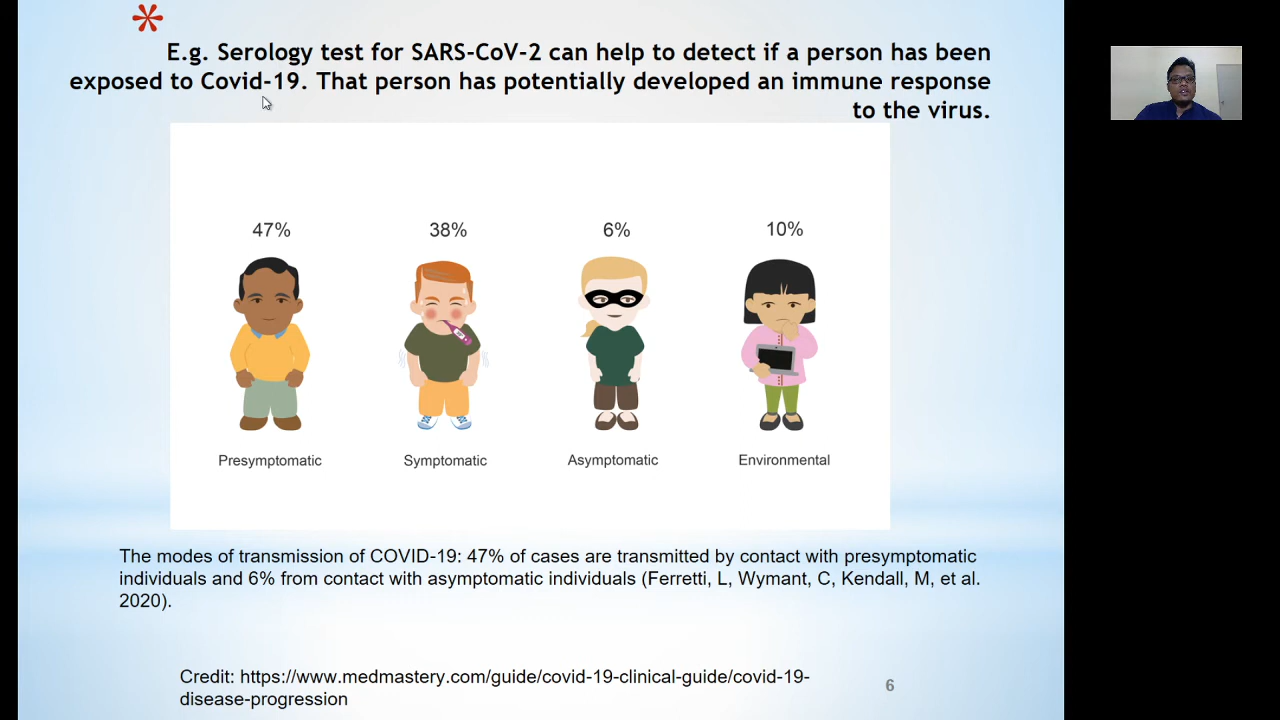 *
E.g. Serology test for SARS-CoV-2 can help to detect if a person has been
exposed to Covid-19. That person has potentially developed an immune response
to the virus.
47% 38% 6% 10%
Presymptomatic Symptomatic Asymptomatic Environmental
The modes of transmission of COVID-19: 47% of cases are transmitted by contact with presymptomatic
individuals and 6% from contact with asymptomatic individuals (Ferretti, L, Wymant, C, Kendall, M, et al.
2020).
Credit: https://www.medmastery.com/guide/covid-19-clinical-guide/covid-19-
disease-progression
6